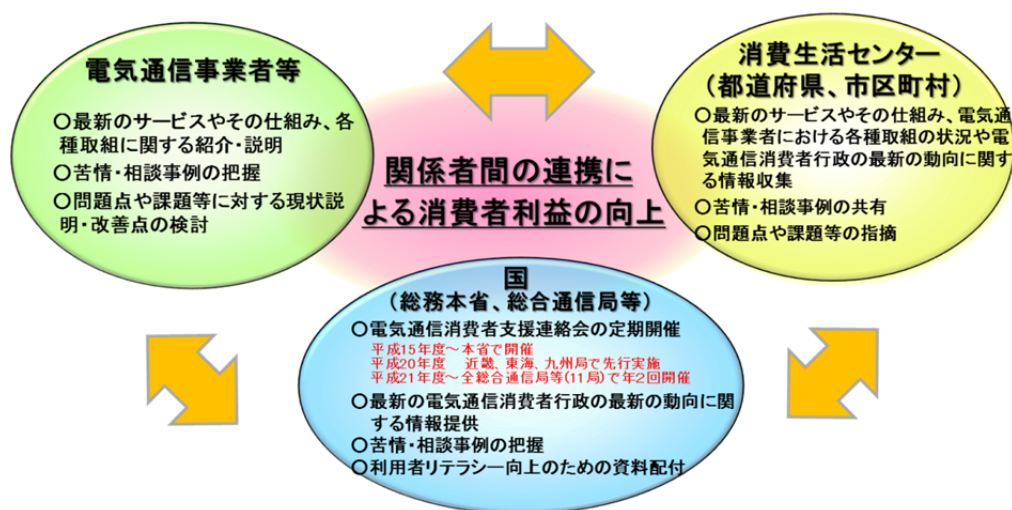 電気通信事業者等
○最新のサービスやその仕組み、各
種取組に関する紹介・説明
○苦情・相談事例の把握
○問題点や課題等に対する現状説
明・改善点の検討
消費生活センター
（都道府県、市区町村）
○最新のサービスやその仕組み、電気通
信事業者における各種取組の状況や電
気通信消費者行政の最新の動向に関す
る情報収集
○苦情・相談事例の共有
○問題点や課題等の指摘
関係者間の連携に
よる消費者利益の向上
国
（総務本省、総合通信局等）
○電気通信消費者支援連絡会の定期開催
平成15年度～本省で開催
平成20年度　近畿、東海、九州局で先行実施
平成21年度～全総合通信局等(11局)で年2回開催
○最新の電気通信消費者行政の最新の動向に関
する情報提供
○苦情・相談事例の把握
○利用者リテラシー向上のための資料配付